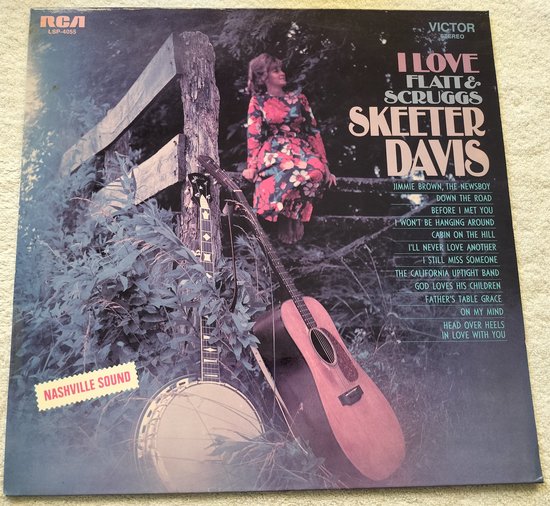 RCA
LSP-4055
VICTOR
STEREO
I LOVE
FLATT &
SCRUGGS
SKEETER
DAVIS
JIMMIE BROWN, THE NEWSBOY
DOWN THE ROAD
BEFORE I MET YOU
I WON'T BE HANGING AROUND
CABIN ON THE HILL
I'LL NEVER LOVE ANOTHER
I STILL MISS SOMEONE
THE CALIFORNIA UPTIGHT BAND
GOD LOVES HIS CHILDREN
FATHER'S TABLE GRACE
ON MY MIND
HEAD OVER HEELS
IN LOVE WITH YOU
NASHVILLE SOUND